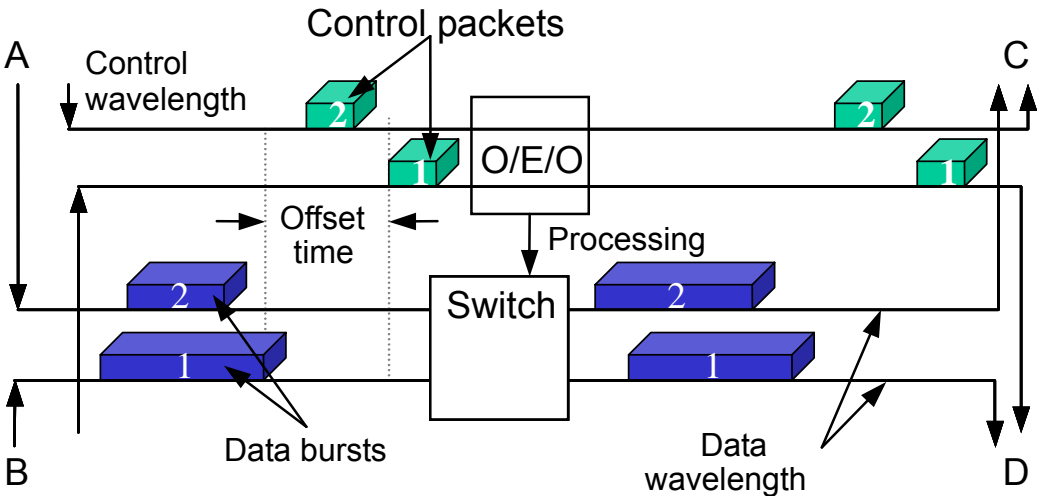 Control packets
A
Control
wavelength
C
2
2
1
O/E/O
1
Offset
time
Processing
2
Switch
2
1
1
Data bursts
Data
wavelength
B
D